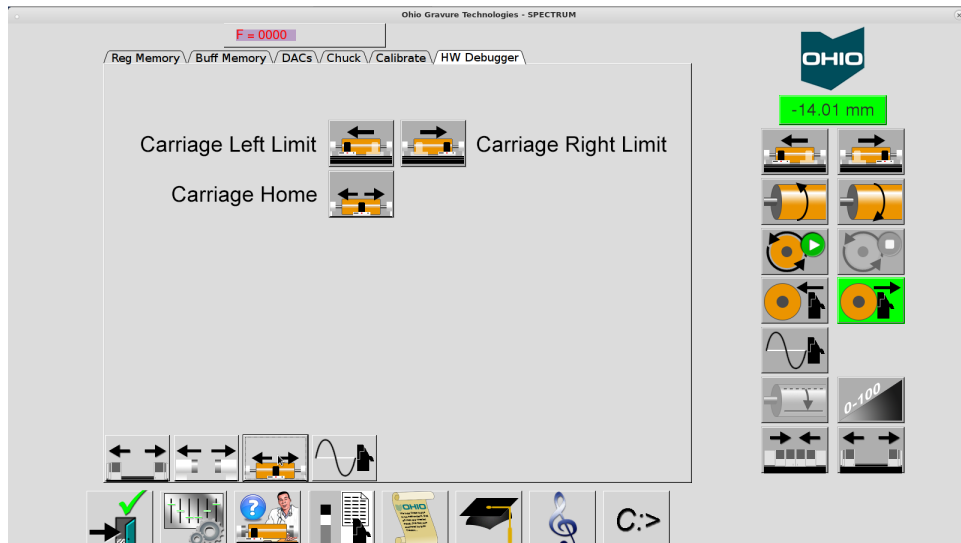 Ohio Gravure Technologies - SPECTRUM
F = 0000
Reg Memory
Buff Memory
DACs
Chuck
Calibrate
HW Debugger
OHIO
-14.01 mm
Carriage Left Limit
Carriage Right Limit
Carriage Home
0-100
?
OHIO
C:>